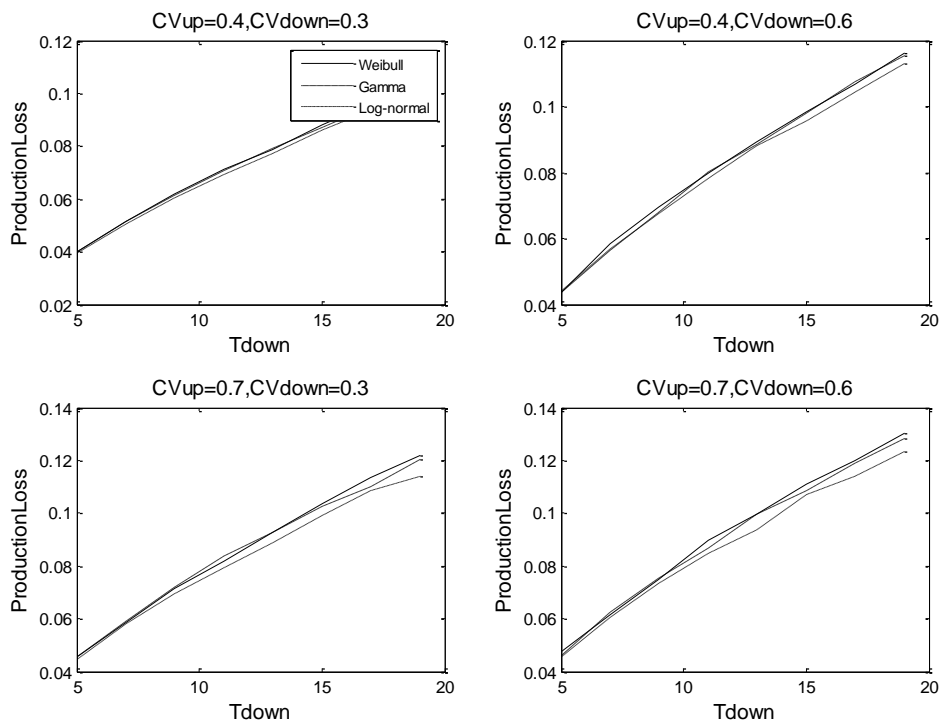 CVup=0.4,CVdown=0.3
0.12
0.1
0.08
0.06
0.04
0.02
ProductionLoss
5 10 15 20
Tdown
Weibull
Gamma
Log-normal
CVup=0.4,CVdown=0.6
0.12
0.1
0.08
0.06
0.04
ProductionLoss
5 10 15 20
Tdown
CVup=0.7,CVdown=0.3
0.14
0.12
0.1
0.08
0.06
0.04
ProductionLoss
5 10 15 20
Tdown
CVup=0.7,CVdown=0.6
0.14
0.12
0.1
0.08
0.06
0.04
ProductionLoss
5 10 15 20
Tdown